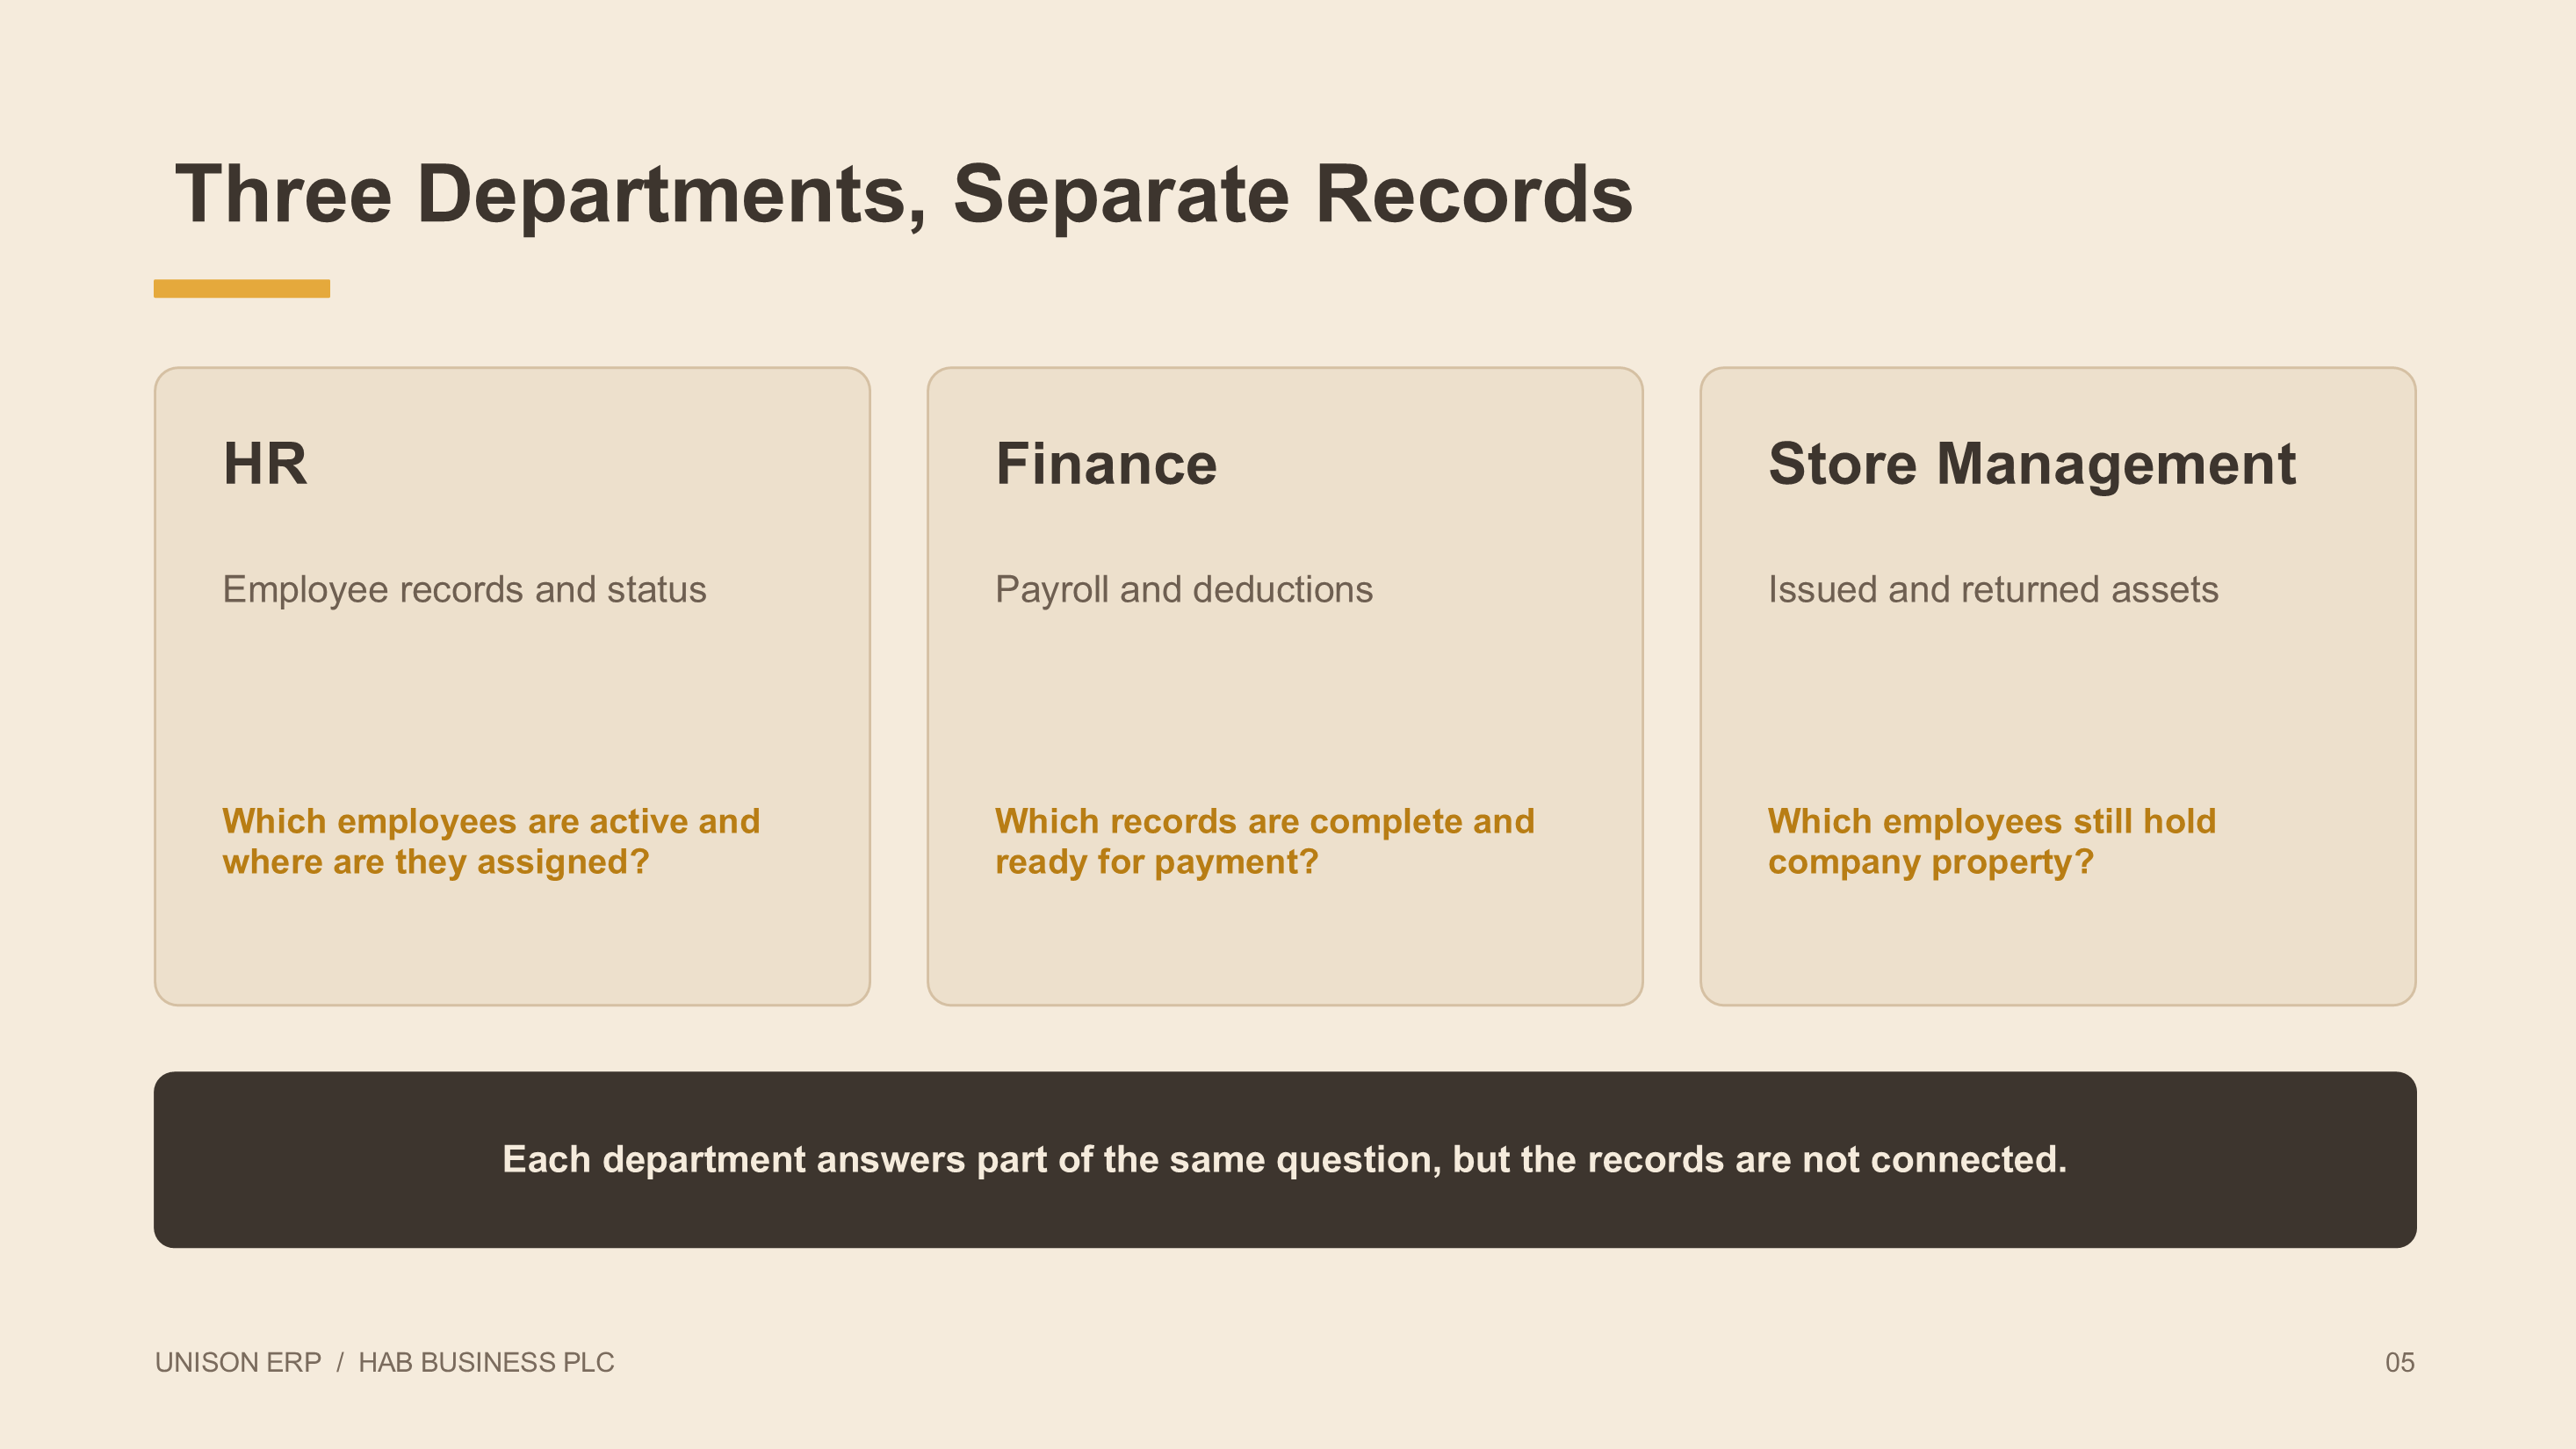 Three Departments, Separate Records
HR
Employee records and status
Which employees are active and
where are they assigned?
Finance
Payroll and deductions
Which records are complete and
ready for payment?
Store Management
Issued and returned assets
Which employees still hold
company property?
Each department answers part of the same question, but the records are not connected.
UNISON ERP / HAB BUSINESS PLC
05